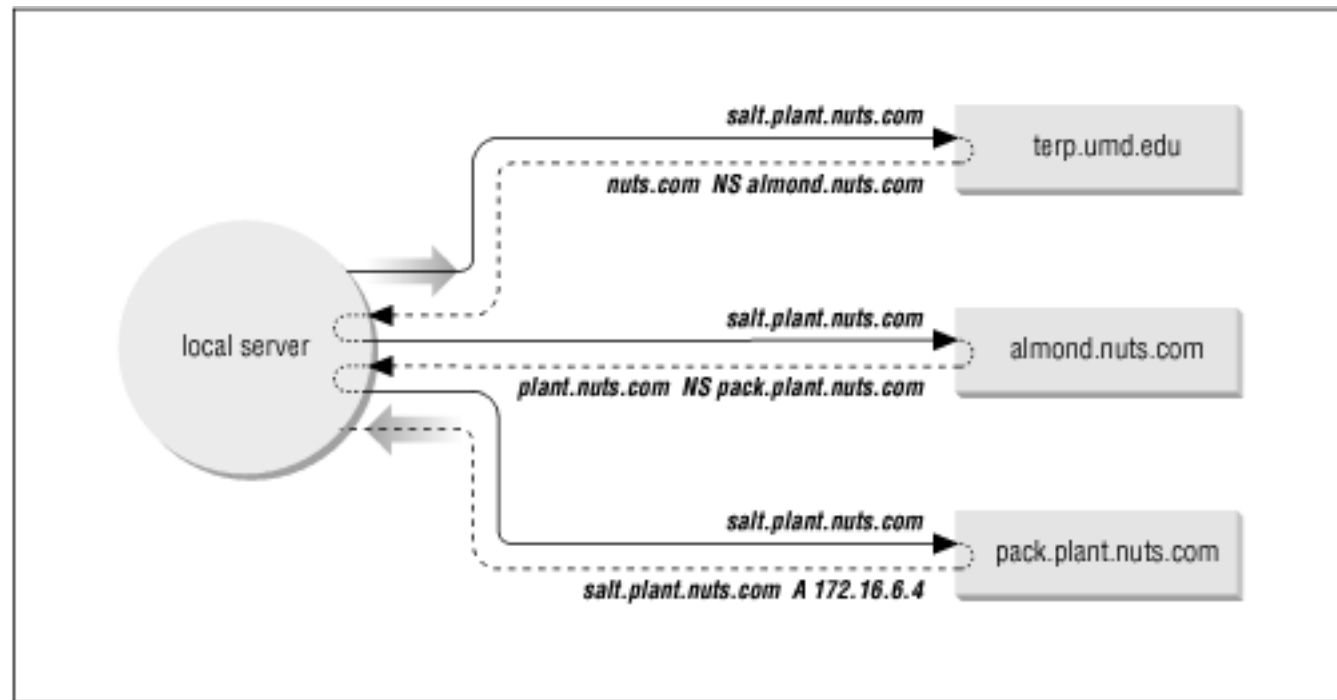 salt.plant.nuts.com
terp.umd.edu
nuts.com NS almond.nuts.com
local server
salt.plant.nuts.com
almond.nuts.com
plant.nuts.com NS pack.plant.nuts.com
salt.plant.nuts.com
pack.plant.nuts.com
salt.plant.nuts.com A 172.16.6.4